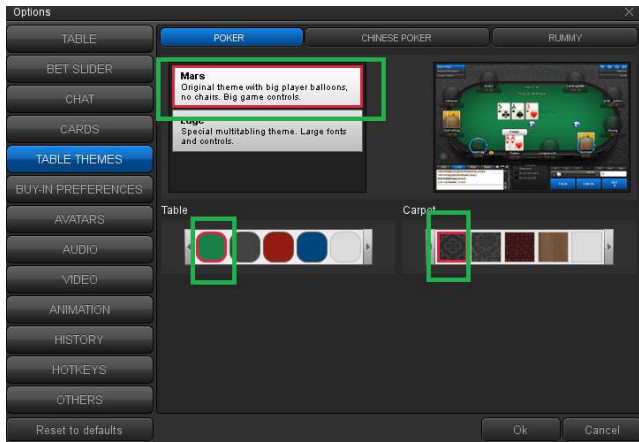 Options
TABLE
BET SLIDER
CHAT
CARDS
TABLE THEMES
BUY-IN PREFERENCES
AVATARS
AUDIO
VIDEO
ANIMATION
HISTORY
HOTKEYS
OTHERS
Reset to defaults
POKER
CHINESE POKER
RUMMY
Mars
Original theme with big player balloons,
no chairs. Big game controls.
Special multitabling theme. Large fonts
and controls.
Table
Carpet
Ok
Cancel